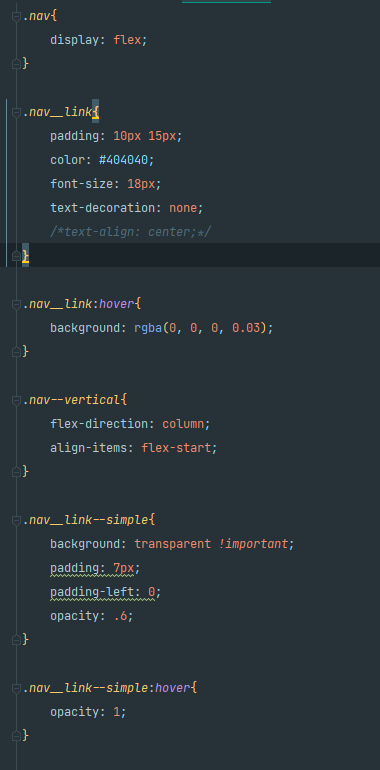 .nav{
display: flex;
}
.nav__link{
padding: 10px 15px;
color: #404040;
font-size: 18px;
text-decoration: none;
/*text-align: center;*/
}
.nav__link:hover{
background: rgba(0, 0, 0, 0.03);
}
.nav--vertical{
flex-direction: column;
align-items: flex-start;
}
.nav__link--simple{
background: transparent !important;
padding: 7px;
padding-left: 0;
opacity: .6;
}
.nav__link--simple:hover{
opacity: 1;
}